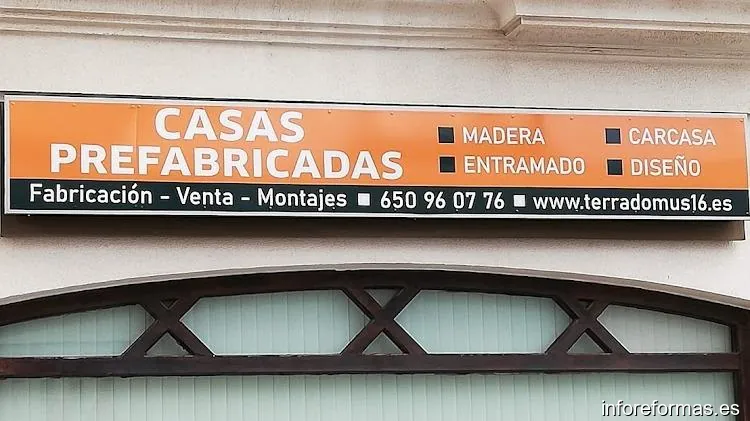 CASAS
PREFABRICADAS
■ MADERA
■ ENTRAMADO
■ CARCASA
■ DISEÑO
Fabricación - Venta - Montajes ■ 650 96 07 76 ■ www.terradomus16.es
inforeformas.es